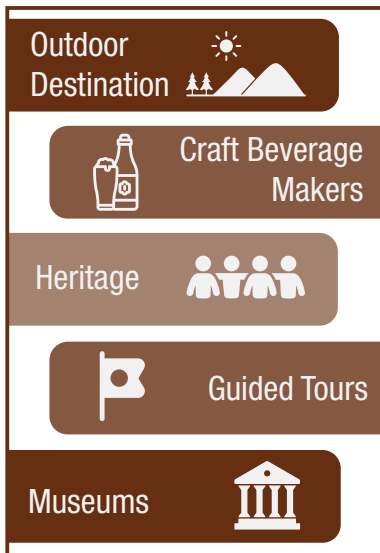 Outdoor
Destination
Craft Beverage
Makers
Heritage
Guided Tours
Museums